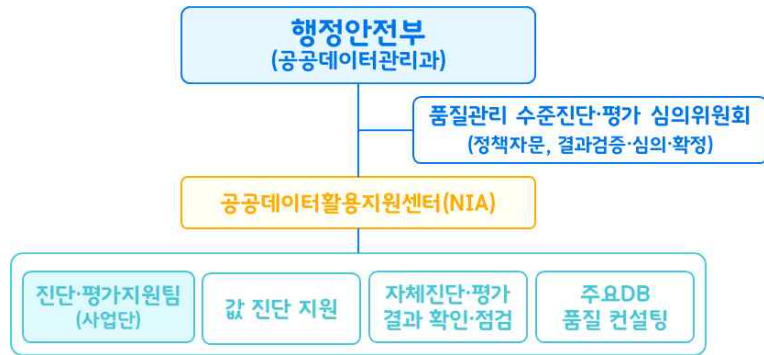 행정안전부
(공공데이터관리과)
품질관리 수준진단·평가 심의위원회
(정책자문, 결과검증·심의·확정)
공공데이터활용지원센터(NIA)
진단·평가지원팀
(사업단)
값 진단 지원
자체진단·평가
결과 확인·점검
주요DB
품질 컨설팅